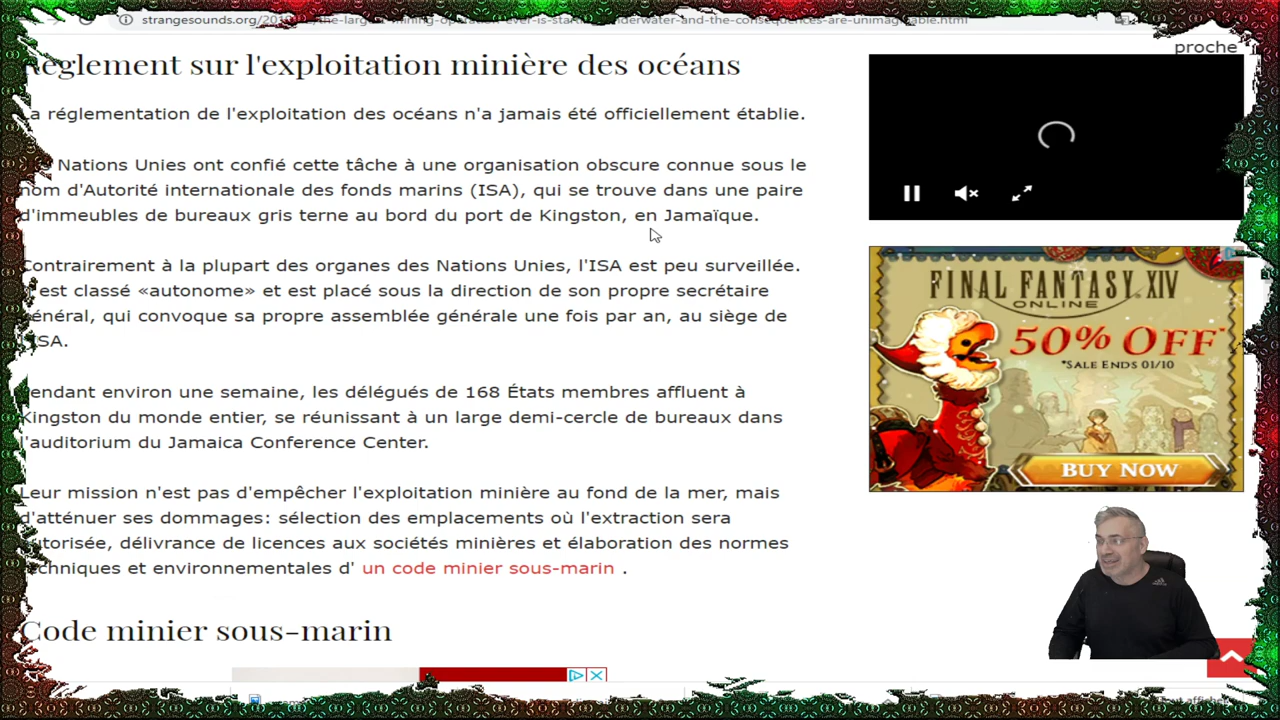 strangesounds.org/
proche
Règlement sur l'exploitation minière des océans
La réglementation de l'exploitation des océans n'a jamais été officiellement établie.
Nations Unies ont confié cette tâche à une organisation obscure connue sous le
nom d'Autorité internationale des fonds marins (ISA), qui se trouve dans une paire
d'immeubles de bureaux gris terne au bord du port de Kingston, en Jamaïque.
Contrairement à la plupart des organes des Nations Unies, l'ISA est peu surveillée.
est classé «autonome» et est placé sous la direction de son propre secrétaire
général, qui convoque sa propre assemblée générale une fois par an, au siège de
l'ISA.
Pendant environ une semaine, les délégués de 168 États membres affluent à
Kingston du monde entier, se réunissant à un large demi-cercle de bureaux dans
l'auditorium du Jamaica Conference Center.
Leur mission n'est pas d'empêcher l'exploitation minière au fond de la mer, mais
d'atténuer ses dommages: sélection des emplacements où l'extraction sera
autorisée, délivrance de licences aux sociétés minières et élaboration des normes
techniques et environnementales d' un code minier sous-marin .
Code minier sous-marin
FINAL FANTASY XIV
ONLINE
50% OFF*
*SALE ENDS 01/10
BUY NOW